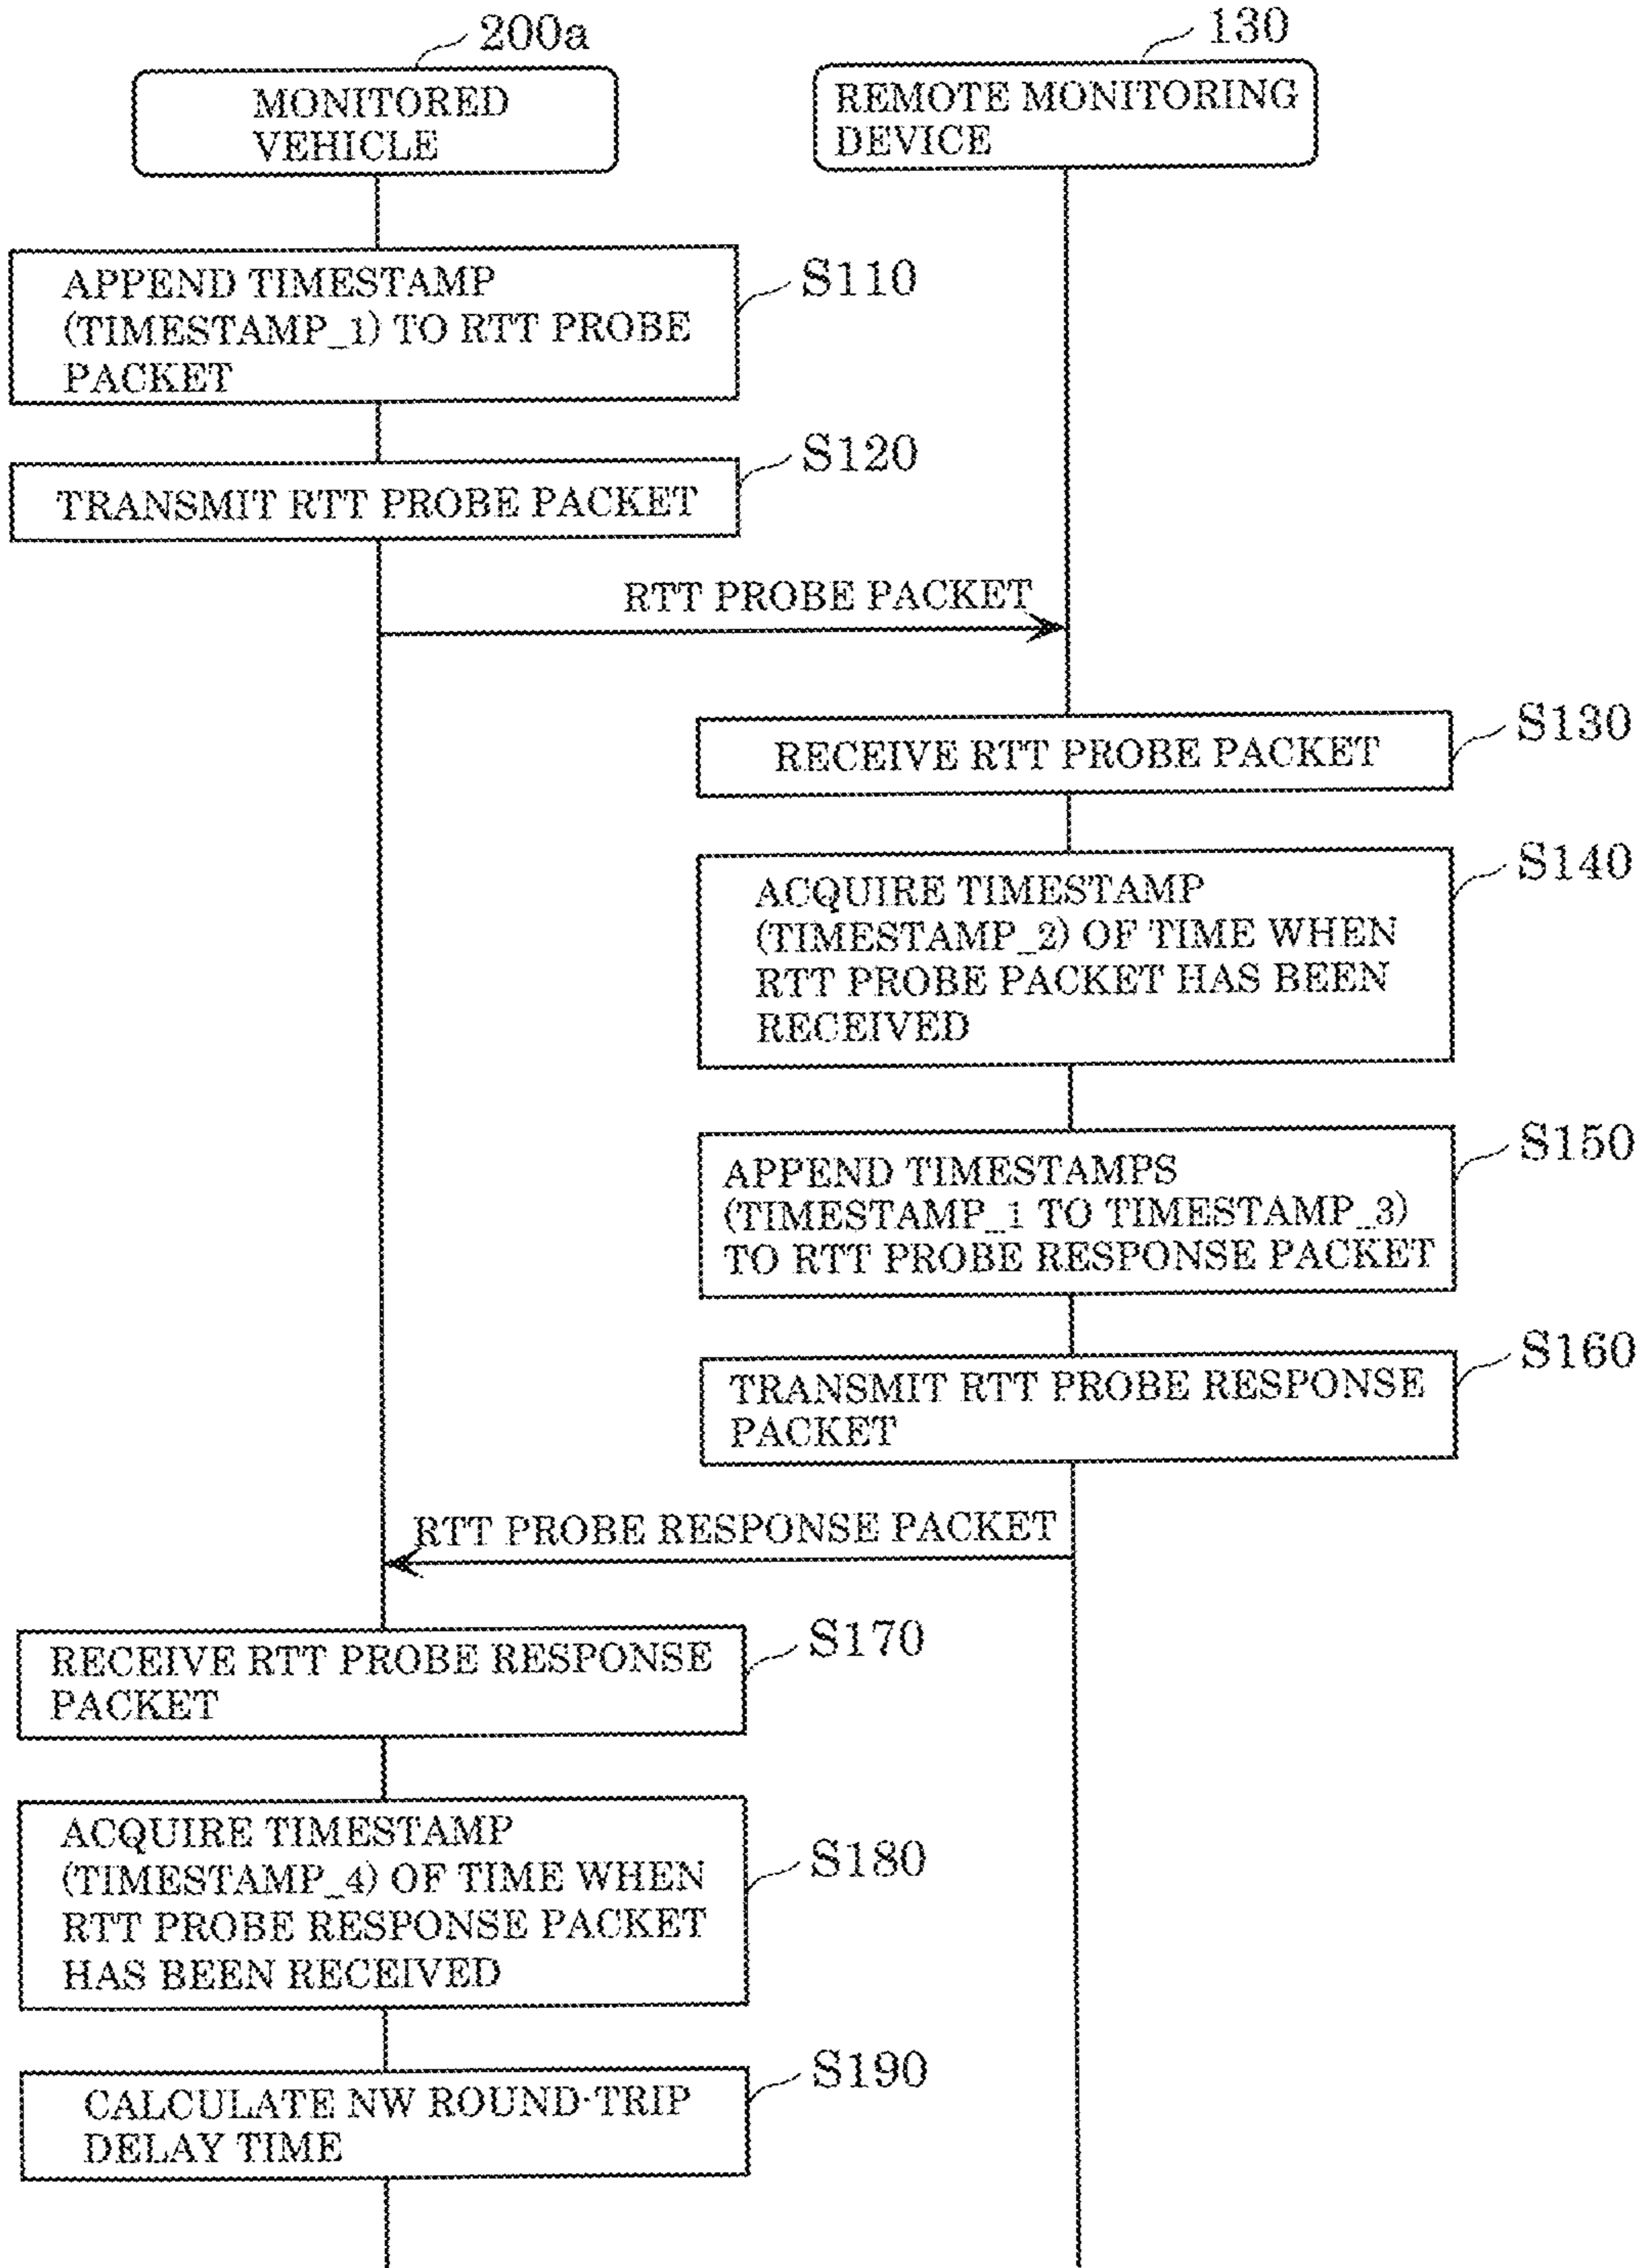 200a
130
MONITORED
VEHICLE
REMOTE MONITORING
DEVICE
S110
APPEND TIMESTAMP
(TIMESTAMP_1) TO RTT PROBE
PACKET
S120
TRANSMIT RTT PROBE PACKET
RTT PROBE PACKET
S130
RECEIVE RTT PROBE PACKET
S140
ACQUIRE TIMESTAMP
(TIMESTAMP_2) OF TIME WHEN
RTT PROBE PACKET HAS BEEN
RECEIVED
S150
APPEND TIMESTAMPS
(TIMESTAMP_1 TO TIMESTAMP_3)
TO RTT PROBE RESPONSE PACKET
S160
TRANSMIT RTT PROBE RESPONSE
PACKET
RTT PROBE RESPONSE PACKET
S170
RECEIVE RTT PROBE RESPONSE
PACKET
S180
ACQUIRE TIMESTAMP
(TIMESTAMP_4) OF TIME WHEN
RTT PROBE RESPONSE PACKET
HAS BEEN RECEIVED
S190
CALCULATE NW ROUND-TRIP
DELAY TIME